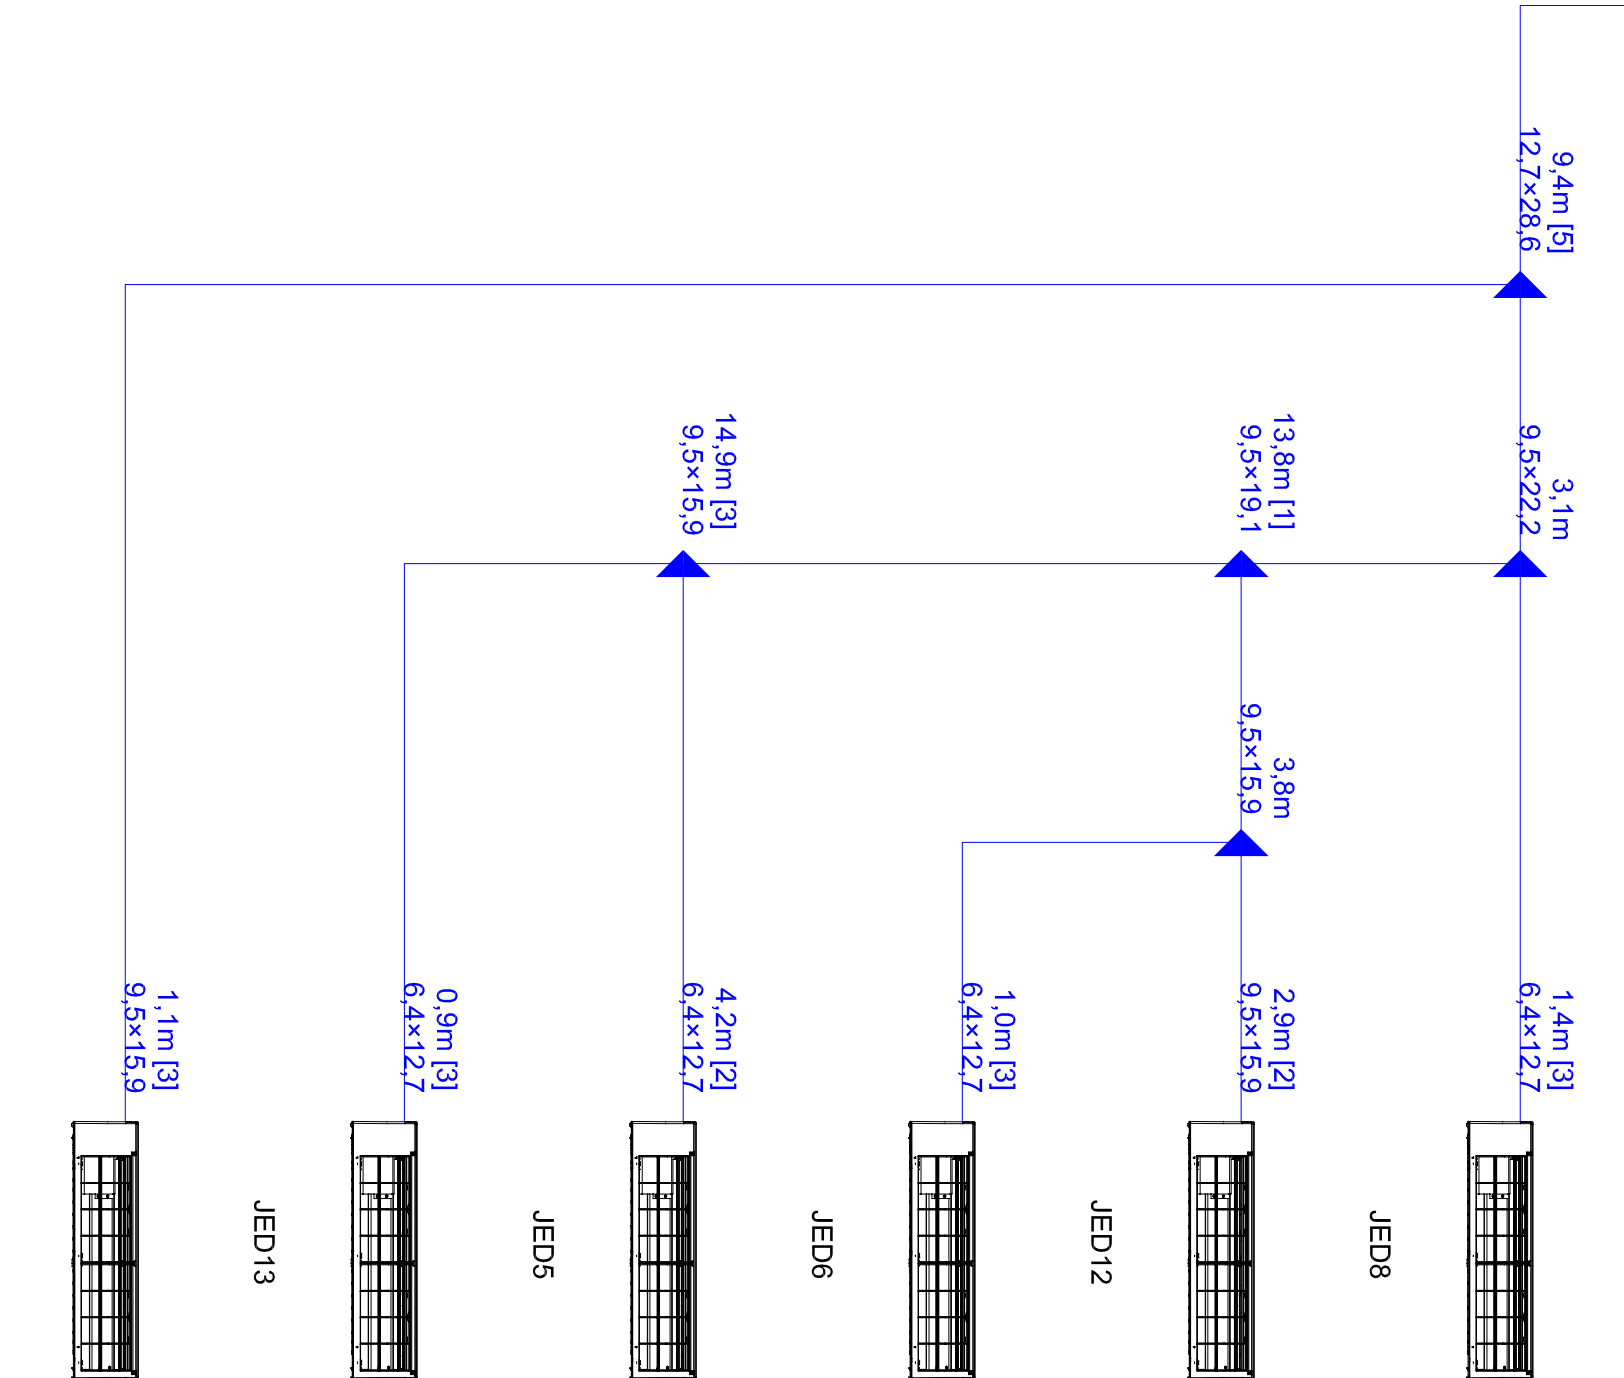 9,4m [5]
12,7×28,6
14,9m [3]
9,5×15,9
13,8m [1]
9,5×19,1
3,1m
9,5×22,2
3,8m
9,5×15,9
1,1m [3]
9,5×15,9
0,9m [3]
6,4×12,7
4,2m [2]
6,4×12,7
1,0m [3]
6,4×12,7
2,9m [2]
9,5×15,9
1,4m [3]
6,4×12,7
JED13
JED5
JED6
JED12
JED8